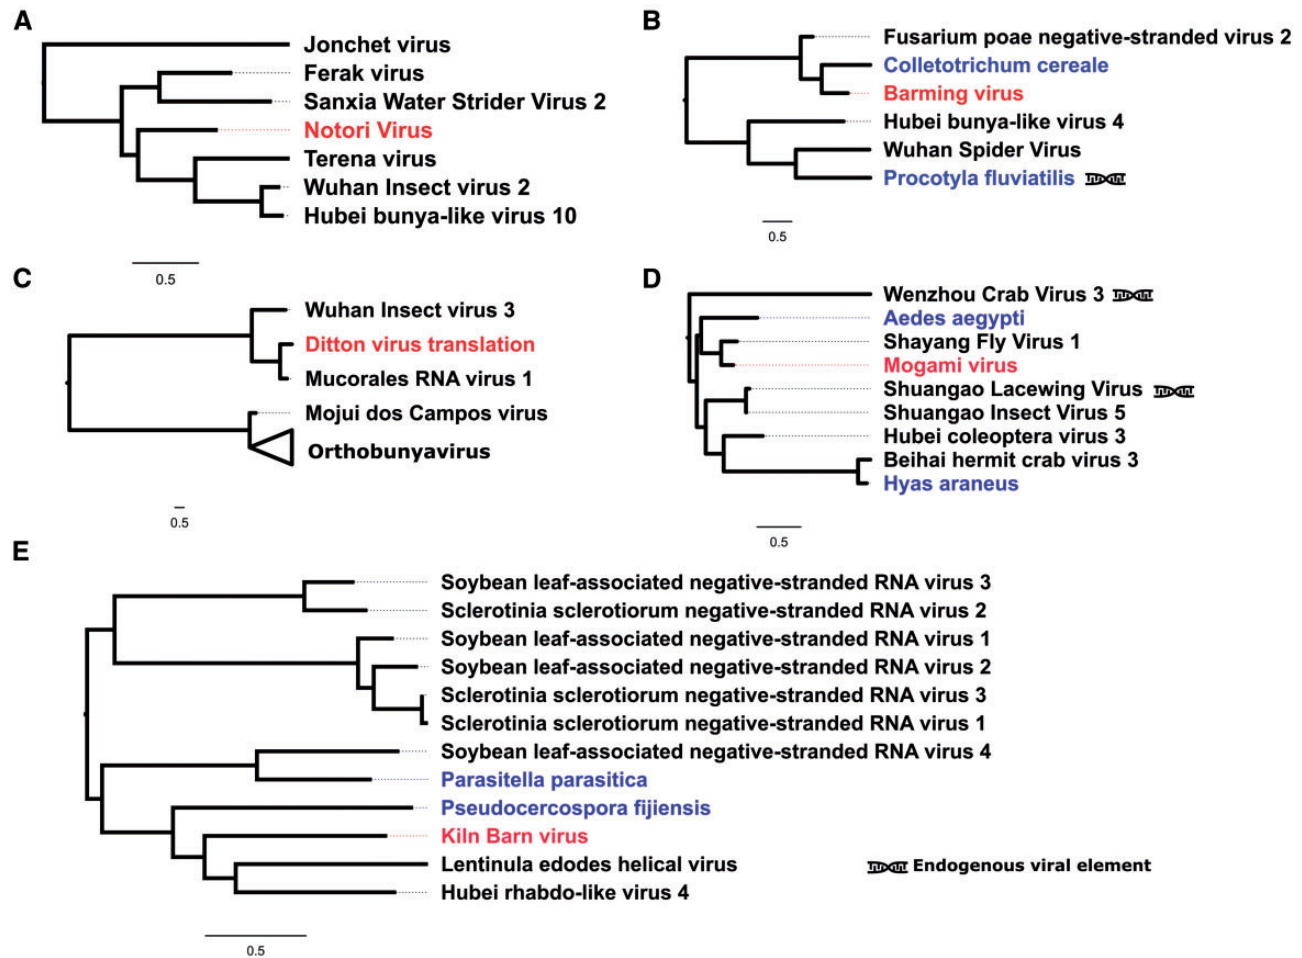 A
Jonchet virus
Ferak virus
Sanxia Water Strider Virus 2
Notori Virus
Terena virus
Wuhan Insect virus 2
Hubei bunya-like virus 10
0.5
B
Fusarium poae negative-stranded virus 2
Colletotrichum cereale
Barming virus
Hubei bunya-like virus 4
Wuhan Spider Virus
Procotyla fluviatilis
0.5
C
Wuhan Insect virus 3
Ditton virus translation
Mucorales RNA virus 1
Mojui dos Campos virus
Orthobunyavirus
0.5
D
Wenzhou Crab Virus 3
Aedes aegypti
Shayang Fly Virus 1
Mogami virus
Shuangao Lacewing Virus
Shuangao Insect Virus 5
Hubei coleoptera virus 3
Beihai hermit crab virus 3
Hyas araneus
0.5
E
Soybean leaf-associated negative-stranded RNA virus 3
Sclerotinia sclerotiorum negative-stranded RNA virus 2
Soybean leaf-associated negative-stranded RNA virus 1
Soybean leaf-associated negative-stranded RNA virus 2
Sclerotinia sclerotiorum negative-stranded RNA virus 3
Sclerotinia sclerotiorum negative-stranded RNA virus 1
Soybean leaf-associated negative-stranded RNA virus 4
Parasitella parasitica
Pseudocercospora fijiensis
Kiln Barn virus
Lentinula edodes helical virus
Hubei rhabdo-like virus 4
0.5
Endogenous viral element